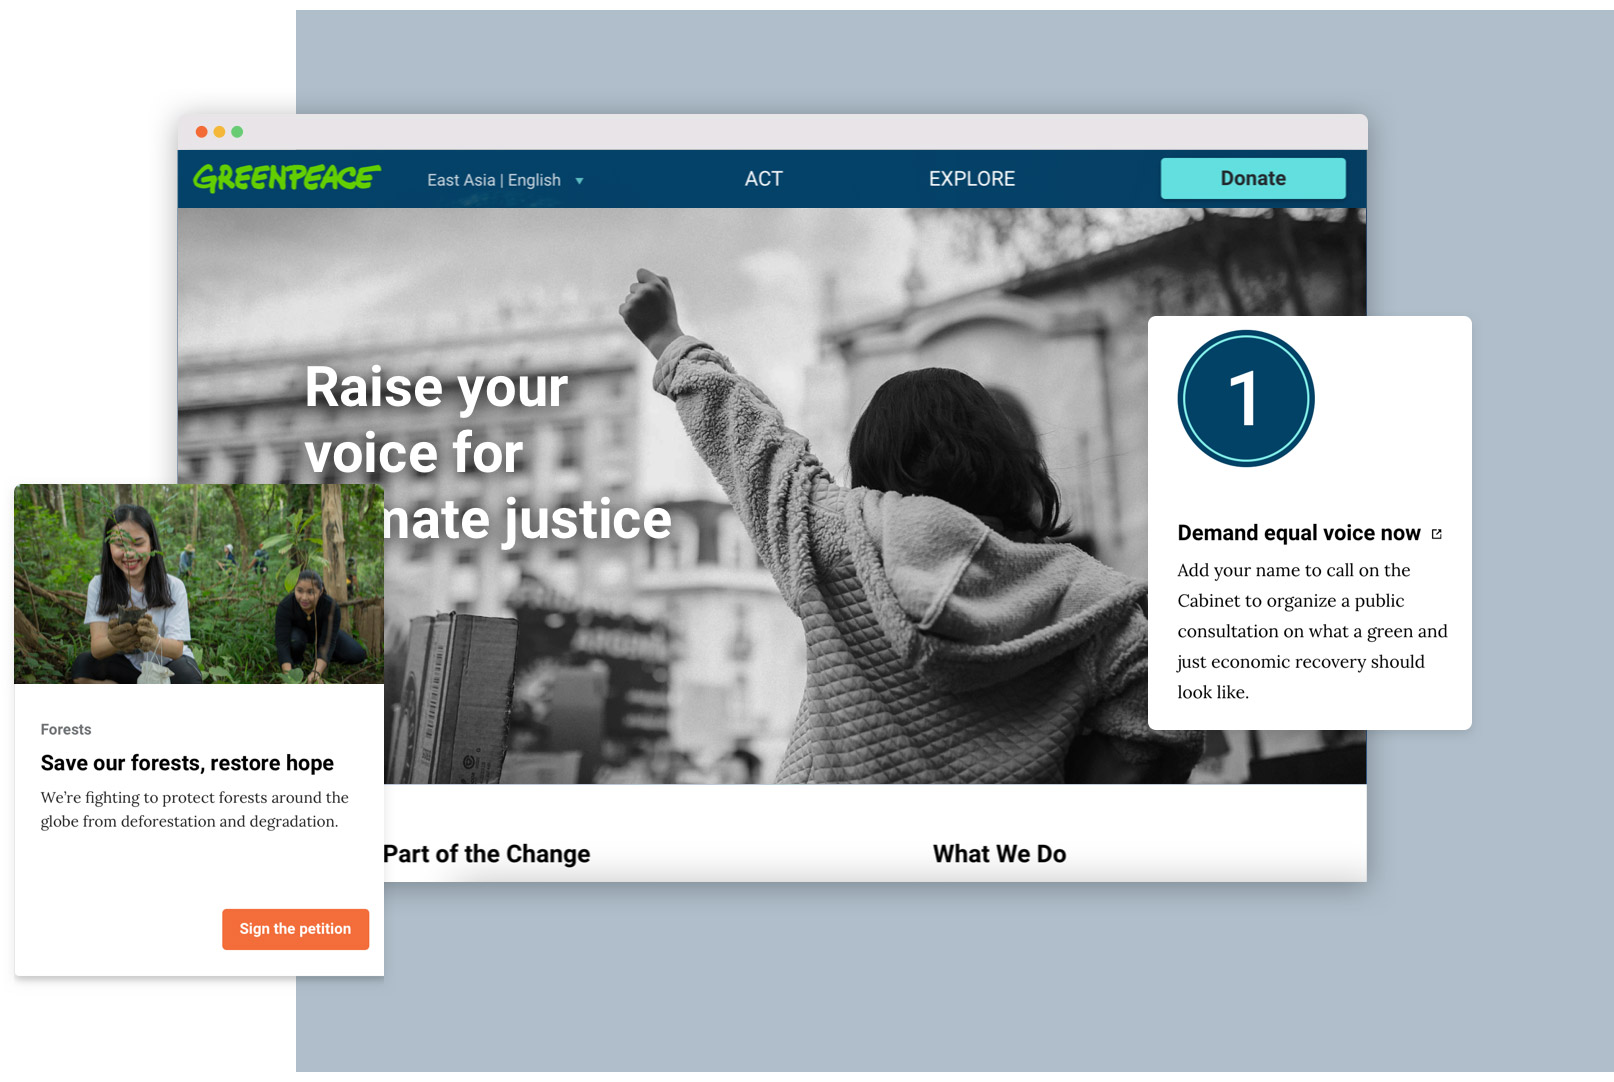 GREENPEACE
East Asia | English
ACT
EXPLORE
Donate
Raise your
voice for
mate justice
1
Demand equal voice now
Add your name to call on the
Cabinet to organize a public
consultation on what a green and
just economic recovery should
look like.
Forests
Save our forests, restore hope
We’re fighting to protect forests around the
globe from deforestation and degradation.
Sign the petition
Part of the Change
What We Do